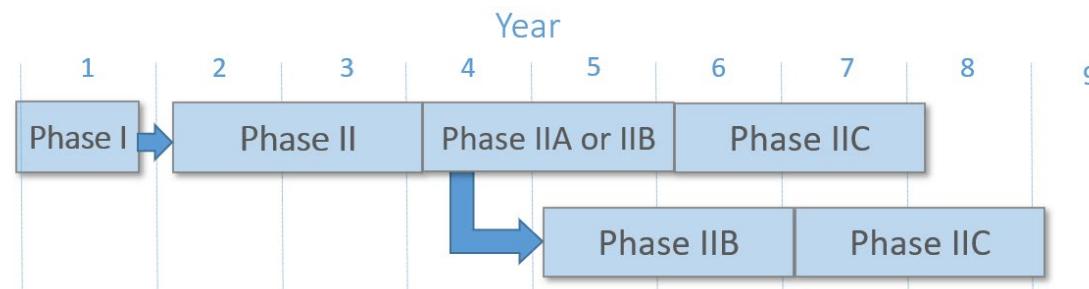 Year
1 2 3 4 5 6 7 8 9
Phase I Phase II Phase IIA or IIB Phase IIC
Phase IIB Phase IIC